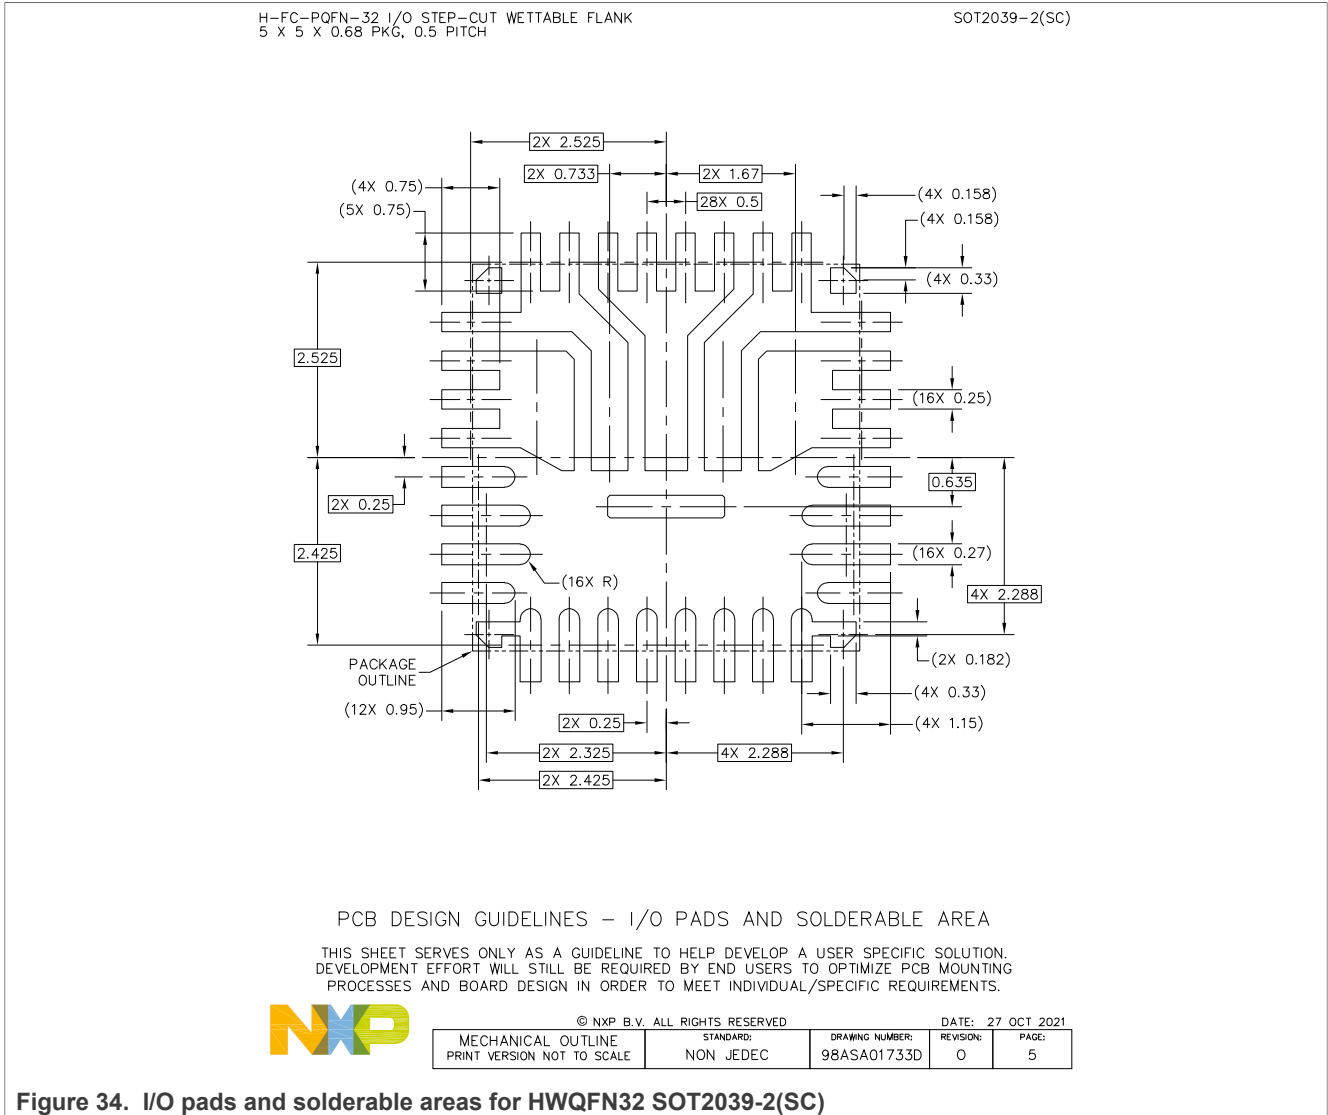 H-FC-PQFN-32 I/O STEP-CUT WETTABLE FLANK
5 X 5 X 0.68 PKG, 0.5 PITCH
SOT2039-2(SC)
2X 2.525
2X 0.733
2X 1.67
(4X 0.75)
28X 0.5
(4X 0.158)
(5X 0.75)
(4X 0.158)
(4X 0.33)
2.525
(16X 0.25)
0.635
2X 0.25
2.425
(16X 0.27)
(16X R)
4X 2.288
PACKAGE
OUTLINE
(2X 0.182)
(4X 0.33)
(12X 0.95)
2X 0.25
(4X 1.15)
2X 2.325
4X 2.288
2X 2.425
PCB DESIGN GUIDELINES - I/O PADS AND SOLDERABLE AREA
THIS SHEET SERVES ONLY AS A GUIDELINE TO HELP DEVELOP A USER SPECIFIC SOLUTION.
DEVELOPMENT EFFORT WILL STILL BE REQUIRED BY END USERS TO OPTIMIZE PCB MOUNTING
PROCESSES AND BOARD DESIGN IN ORDER TO MEET INDIVIDUAL/SPECIFIC REQUIREMENTS.
NXP
© NXP B.V. ALL RIGHTS RESERVED
DATE: 27 OCT 2021
MECHANICAL OUTLINE
PRINT VERSION NOT TO SCALE
STANDARD:
NON JEDEC
DRAWING NUMBER:
98ASA01733D
REVISION:
O
PAGE:
5
Figure 34. I/O pads and solderable areas for HWQFN32 SOT2039-2(SC)